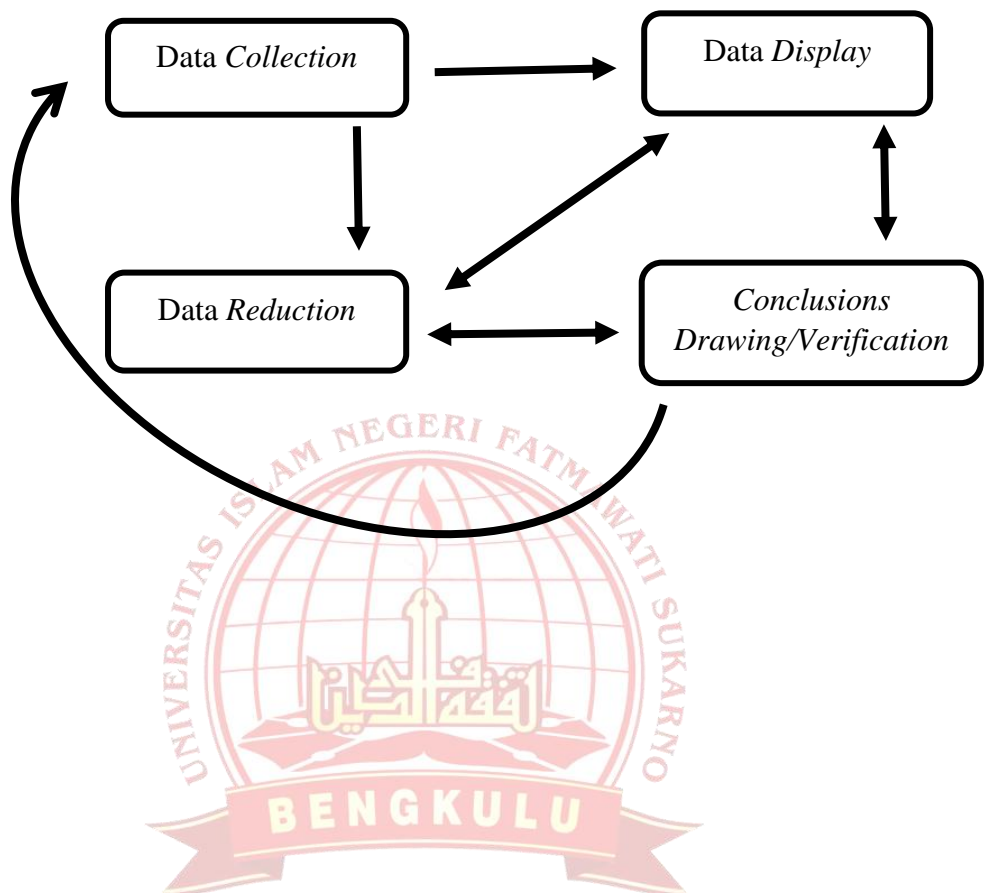 Data Collection
Data Display
Data Reduction
Conclusions
Drawing/Verification
UNIVERSITAS ISLAM NEGERI FATMAWATI SUKARNO
BENGKULU